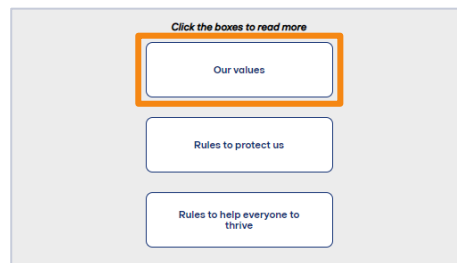 Click the boxes to read more
Our values
Rules to protect us
Rules to help everyone to
thrive